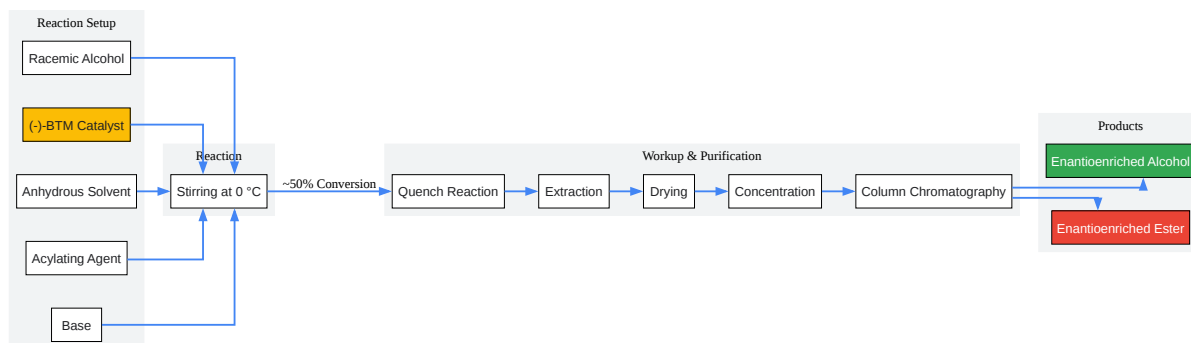 Reaction Setup
Racemic Alcohol
(-)-BTM Catalyst
Anhydrous Solvent
Acylating Agent
Base
Reaction
Stirring at 0 °C
~50% Conversion
Workup & Purification
Quench Reaction
Extraction
Drying
Concentration
Column Chromatography
Products
Enantioenriched Alcohol
Enantioenriched Ester